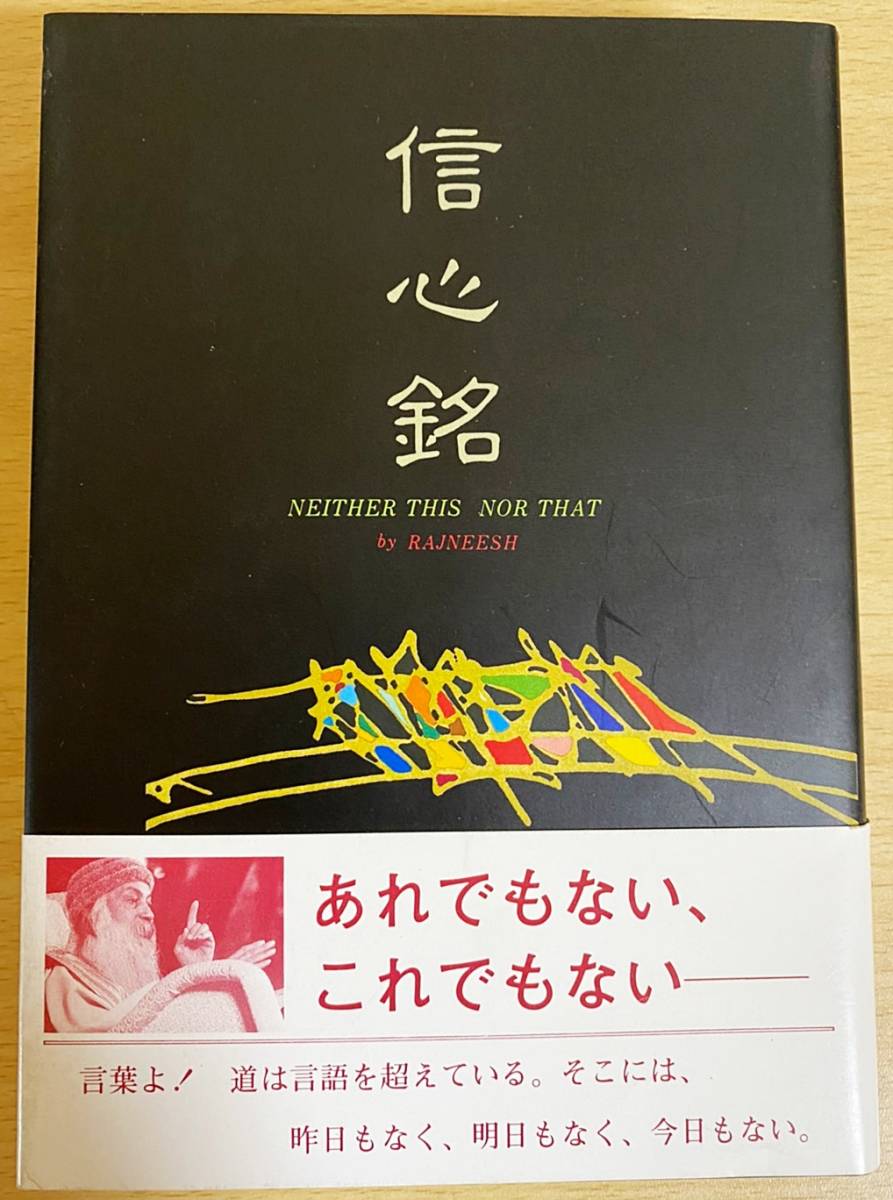 信心銘
NEITHER THIS NOR THAT
by RAJNEESH
あれでもない、
これでもない――
言葉よ! 道は言語を超えている。そこには、
昨日もなく、明日もなく、今日もない。